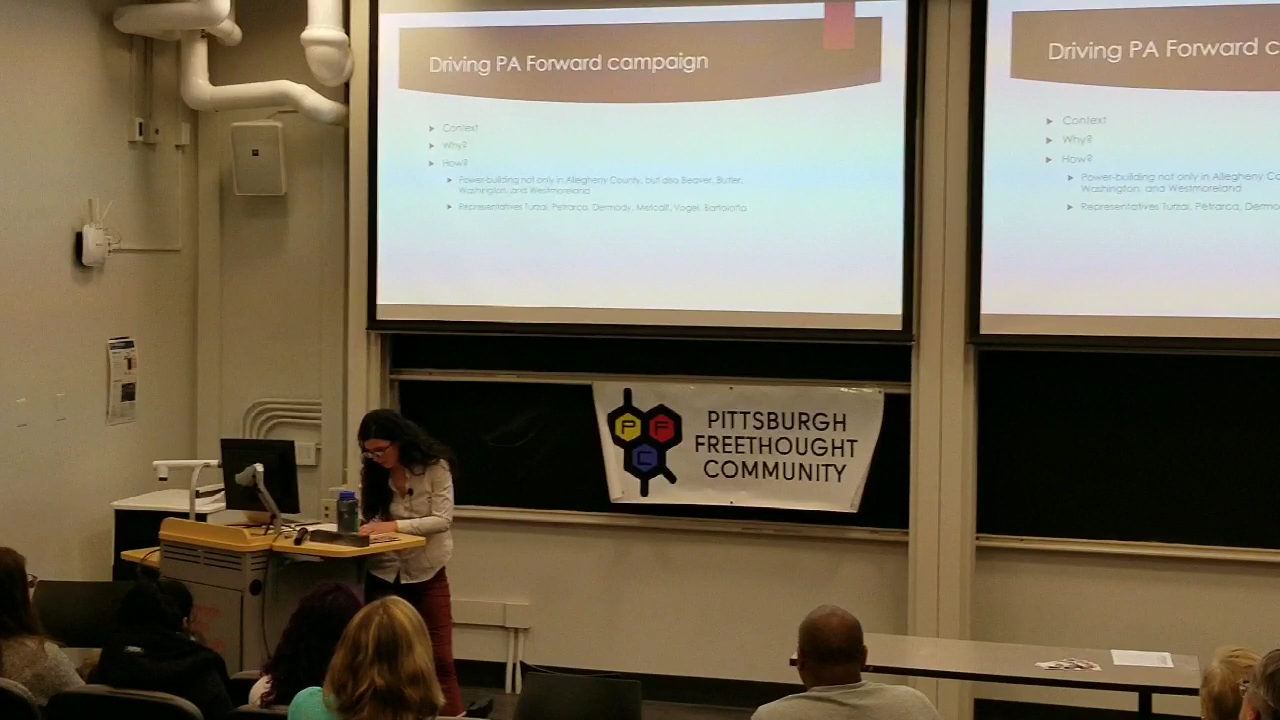 Driving PA Forward campaign
Context
Why?
How?
Power-building not only in Allegheny County, but also Beaver, Butler,
Washington, and Westmoreland
Representatives Turzai, Petrarca, Dermody, Metcalf, Vogel, Bartolotta
Driving PA Forward c
Context
Why?
How?
Power-building not only in Allegheny Co
Washington, and Westmoreland
Representatives Turzai, Petrarca, Dermo
P F
C
PITTSBURGH
FREETHOUGHT
COMMUNITY